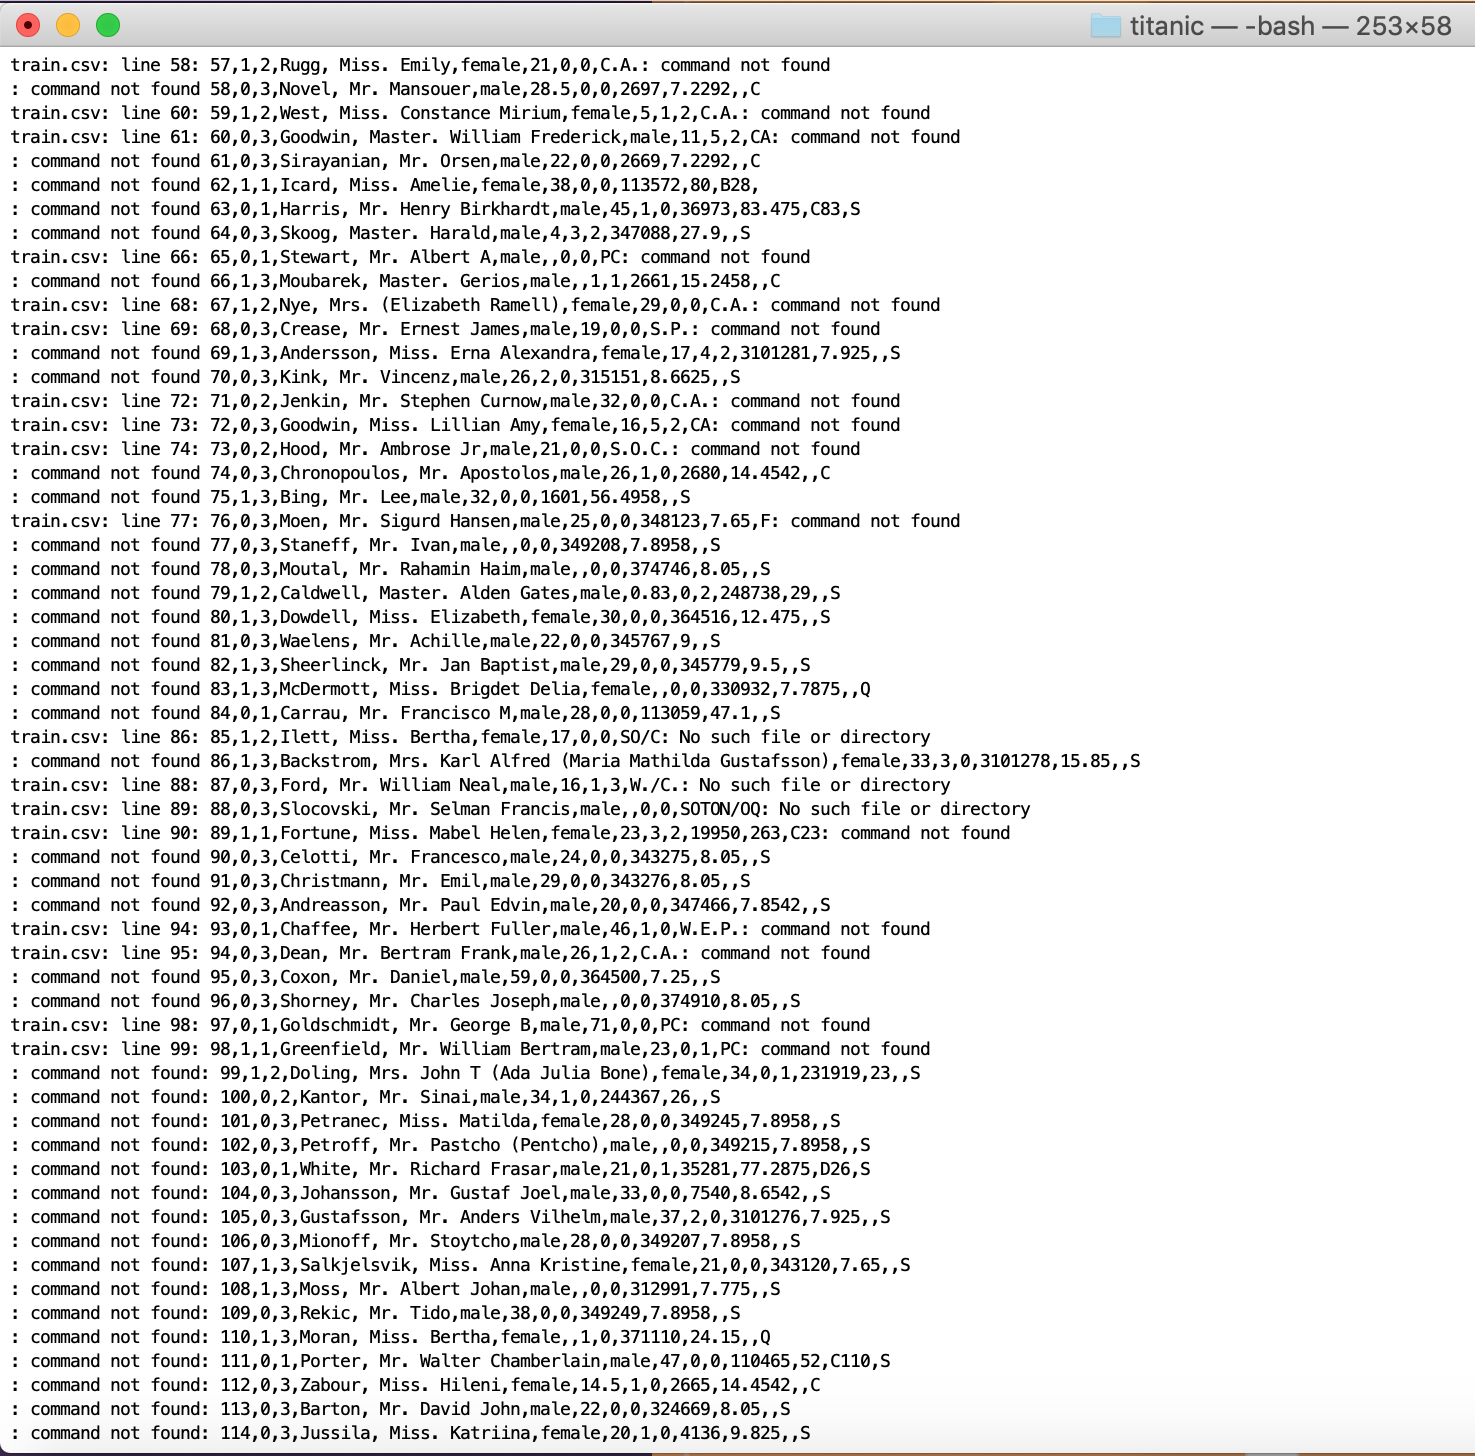 titanic — -bash — 253×58
train.csv: line 58: 57,1,2,Rugg, Miss. Emily,female,21,0,0,C.A.: command not found
: command not found 58,0,3,Novel, Mr. Mansouer,male,28.5,0,0,2697,7.2292,,C
train.csv: line 60: 59,1,2,West, Miss. Constance Mirium,female,5,1,2,C.A.: command not found
train.csv: line 61: 60,0,3,Goodwin, Master. William Frederick,male,11,5,2,CA: command not found
: command not found 61,0,3,Sirayanian, Mr. Orsen,male,22,0,0,2669,7.2292,,C
: command not found 62,1,1,Icard, Miss. Amelie,female,38,0,0,113572,80,B28,
: command not found 63,0,1,Harris, Mr. Henry Birkhardt,male,45,1,0,36973,83.475,C83,S
: command not found 64,0,3,Skoog, Master. Harald,male,4,3,2,347088,27.9,,S
train.csv: line 66: 65,0,1,Stewart, Mr. Albert A,male,,0,0,PC: command not found
: command not found 66,1,3,Moubarek, Master. Gerios,male,,1,1,2661,15.2458,,C
train.csv: line 68: 67,1,2,Nye, Mrs. (Elizabeth Ramell),female,29,0,0,C.A.: command not found
train.csv: line 69: 68,0,3,Crease, Mr. Ernest James,male,19,0,0,S.P.: command not found
: command not found 69,1,3,Andersson, Miss. Erna Alexandra,female,17,4,2,3101281,7.925,,S
: command not found 70,0,3,Kink, Mr. Vincenz,male,26,2,0,315151,8.6625,,S
train.csv: line 72: 71,0,2,Jenkin, Mr. Stephen Curnow,male,32,0,0,C.A.: command not found
train.csv: line 73: 72,0,3,Goodwin, Miss. Lillian Amy,female,16,5,2,CA: command not found
train.csv: line 74: 73,0,2,Hood, Mr. Ambrose Jr,male,21,0,0,S.O.C.: command not found
: command not found 74,0,3,Chronopoulos, Mr. Apostolos,male,26,1,0,2680,14.4542,,C
: command not found 75,1,3,Bing, Mr. Lee,male,32,0,0,1601,56.4958,,S
train.csv: line 77: 76,0,3,Moen, Mr. Sigurd Hansen,male,25,0,0,348123,7.65,F: command not found
: command not found 77,0,3,Staneff, Mr. Ivan,male,,0,0,349208,7.8958,,S
: command not found 78,0,3,Moutal, Mr. Rahamin Haim,male,,0,0,374746,8.05,,S
: command not found 79,1,2,Caldwell, Master. Alden Gates,male,0.83,0,2,248738,29,,S
: command not found 80,1,3,Dowdell, Miss. Elizabeth,female,30,0,0,364516,12.475,,S
: command not found 81,0,3,Waelens, Mr. Achille,male,22,0,0,345767,9,,S
: command not found 82,1,3,Sheerlinck, Mr. Jan Baptist,male,29,0,0,345779,9.5,,S
: command not found 83,1,3,McDermott, Miss. Brigdet Delia,female,,0,0,330932,7.7875,,Q
: command not found 84,0,1,Carrau, Mr. Francisco M,male,28,0,0,113059,47.1,,S
train.csv: line 86: 85,1,2,Ilett, Miss. Bertha,female,17,0,0,SO/C: No such file or directory
: command not found 86,1,3,Backstrom, Mrs. Karl Alfred (Maria Mathilda Gustafsson),female,33,3,0,3101278,15.85,,S
train.csv: line 88: 87,0,3,Ford, Mr. William Neal,male,16,1,3,W./C.: No such file or directory
train.csv: line 89: 88,0,3,Slocovski, Mr. Selman Francis,male,,0,0,SOTON/OQ: No such file or directory
train.csv: line 90: 89,1,1,Fortune, Miss. Mabel Helen,female,23,3,2,19950,263,C23: command not found
: command not found 90,0,3,Celotti, Mr. Francesco,male,24,0,0,343275,8.05,,S
: command not found 91,0,3,Christmann, Mr. Emil,male,29,0,0,343276,8.05,,S
: command not found 92,0,3,Andreasson, Mr. Paul Edvin,male,20,0,0,347466,7.8542,,S
train.csv: line 94: 93,0,1,Chaffee, Mr. Herbert Fuller,male,46,1,0,W.E.P.: command not found
train.csv: line 95: 94,0,3,Dean, Mr. Bertram Frank,male,26,1,2,C.A.: command not found
: command not found 95,0,3,Coxon, Mr. Daniel,male,59,0,0,364500,7.25,,S
: command not found 96,0,3,Shorney, Mr. Charles Joseph,male,,0,0,374910,8.05,,S
train.csv: line 98: 97,0,1,Goldschmidt, Mr. George B,male,71,0,0,PC: command not found
train.csv: line 99: 98,1,1,Greenfield, Mr. William Bertram,male,23,0,1,PC: command not found
: command not found: 99,1,2,Doling, Mrs. John T (Ada Julia Bone),female,34,0,1,231919,23,,S
: command not found: 100,0,2,Kantor, Mr. Sinai,male,34,1,0,244367,26,,S
: command not found: 101,0,3,Petranec, Miss. Matilda,female,28,0,0,349245,7.8958,,S
: command not found: 102,0,3,Petroff, Mr. Pastcho (Pentcho),male,,0,0,349215,7.8958,,S
: command not found: 103,0,1,White, Mr. Richard Frasar,male,21,0,1,35281,77.2875,D26,S
: command not found: 104,0,3,Johansson, Mr. Gustaf Joel,male,33,0,0,7540,8.6542,,S
: command not found: 105,0,3,Gustafsson, Mr. Anders Vilhelm,male,37,2,0,3101276,7.925,,S
: command not found: 106,0,3,Mionoff, Mr. Stoytcho,male,28,0,0,349207,7.8958,,S
: command not found: 107,1,3,Salkjelsvik, Miss. Anna Kristine,female,21,0,0,343120,7.65,,S
: command not found: 108,1,3,Moss, Mr. Albert Johan,male,,0,0,312991,7.775,,S
: command not found: 109,0,3,Rekic, Mr. Tido,male,38,0,0,349249,7.8958,,S
: command not found: 110,1,3,Moran, Miss. Bertha,female,,1,0,371110,24.15,,Q
: command not found: 111,0,1,Porter, Mr. Walter Chamberlain,male,47,0,0,110465,52,C110,S
: command not found: 112,0,3,Zabour, Miss. Hileni,female,14.5,1,0,2665,14.4542,,C
: command not found: 113,0,3,Barton, Mr. David John,male,22,0,0,324669,8.05,,S
: command not found: 114,0,3,Jussila, Miss. Katriina,female,20,1,0,4136,9.825,,S